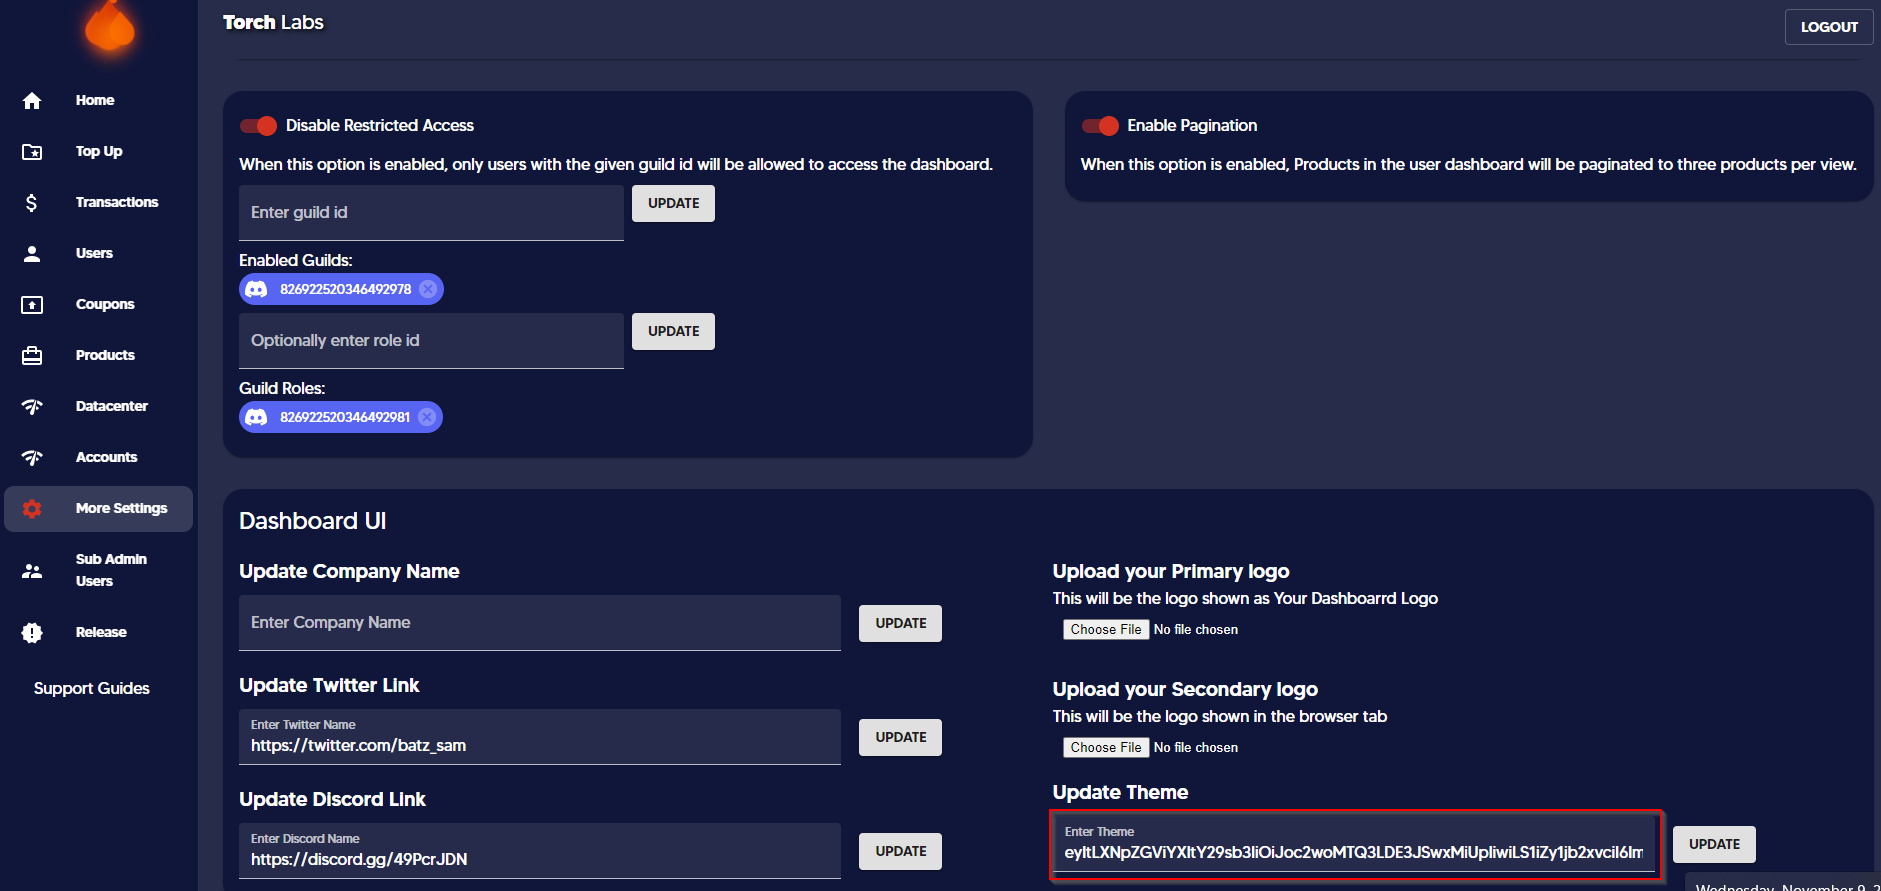 Torch Labs
LOGOUT
Home
Top Up
Transactions
Users
Coupons
Products
Datacenter
Accounts
More Settings
Sub Admin
Users
Release
Support Guides
Disable Restricted Access
When this option is enabled, only users with the given guild id will be allowed to access the dashboard.
Enter guild id
UPDATE
Enabled Guilds:
826922520346492978
Optionally enter role id
UPDATE
Guild Roles:
826922520346492981
Enable Pagination
When this option is enabled, Products in the user dashboard will be paginated to three products per view.
Dashboard UI
Update Company Name
Enter Company Name
UPDATE
Update Twitter Link
Enter Twitter Name
https://twitter.com/batz_sam
UPDATE
Update Discord Link
Enter Discord Name
https://discord.gg/49PcrJDN
UPDATE
Upload your Primary logo
This will be the logo shown as Your Dashboarrd Logo
Choose File No file chosen
Upload your Secondary logo
This will be the logo shown in the browser tab
Choose File No file chosen
Update Theme
Enter Theme
UPDATE
Wednesday, November 9, 2